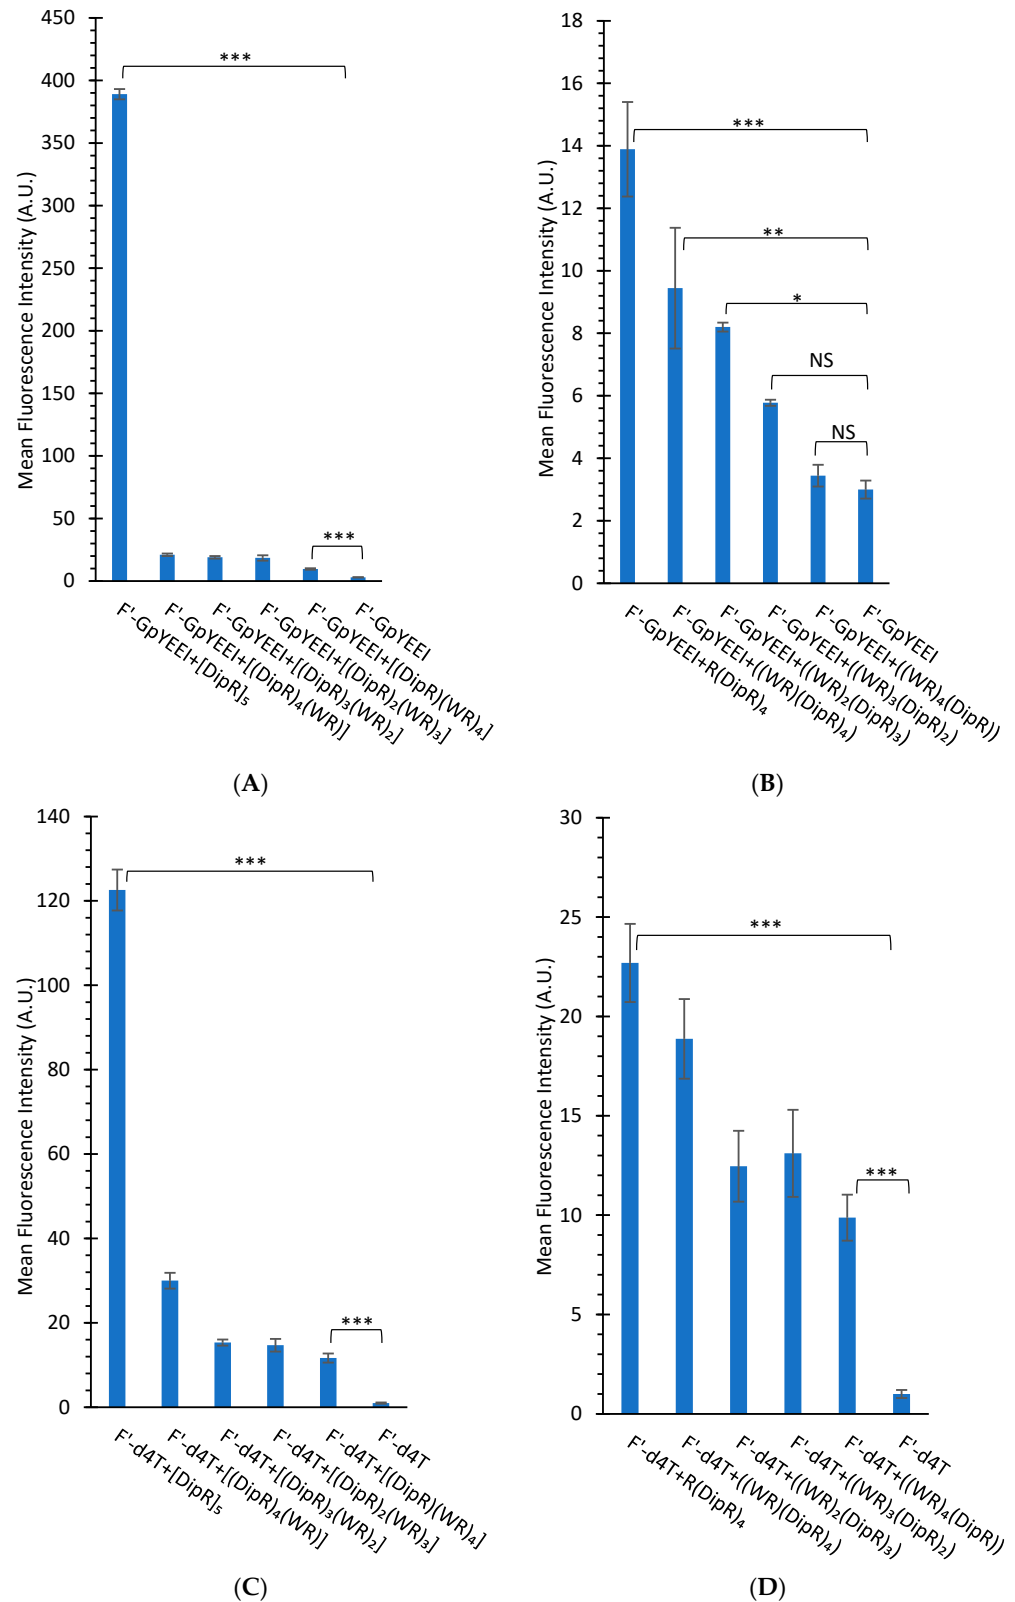 450
400
350
300
250
200
150
100
50
0
Mean Fluorescence Intensity (A.U.)
***
***
F'-GpYEEI+[DipR]₅
F'-GpYEEI+[(DipR)₄(WR)]
F'-GpYEEI+[(DipR)₃(WR)₂]
F'-GpYEEI+[(DipR)₂(WR)₃]
F'-GpYEEI+[(DipR)(WR)₄]
F'-GpYEEI
(A)
18
16
14
12
10
8
6
4
2
0
Mean Fluorescence Intensity (A.U.)
***
**
*
NS
NS
F'-GpYEEI+R(DipR)₄
F'-GpYEEI+((WR)(DipR)₄)
F'-GpYEEI+((WR)₂(DipR)₃)
F'-GpYEEI+((WR)₃(DipR)₂)
F'-GpYEEI+((WR)₄(DipR))
F'-GpYEEI
(B)
140
120
100
80
60
40
20
0
Mean Fluorescence Intensity (A.U.)
***
***
F'-d4T+[DipR]₅
F'-d4T+[(DipR)₄(WR)]
F'-d4T+[(DipR)₃(WR)₂]
F'-d4T+[(DipR)₂(WR)₃]
F'-d4T+[(DipR)(WR)₄]
F'-d4T
(C)
30
25
20
15
10
5
0
Mean Fluorescence Intensity (A.U.)
***
***
F'-d4T+R(DipR)₄
F'-d4T+((WR)(DipR)₄)
F'-d4T+((WR)₂(DipR)₃)
F'-d4T+((WR)₃(DipR)₂)
F'-d4T+((WR)₄(DipR))
F'-d4T
(D)